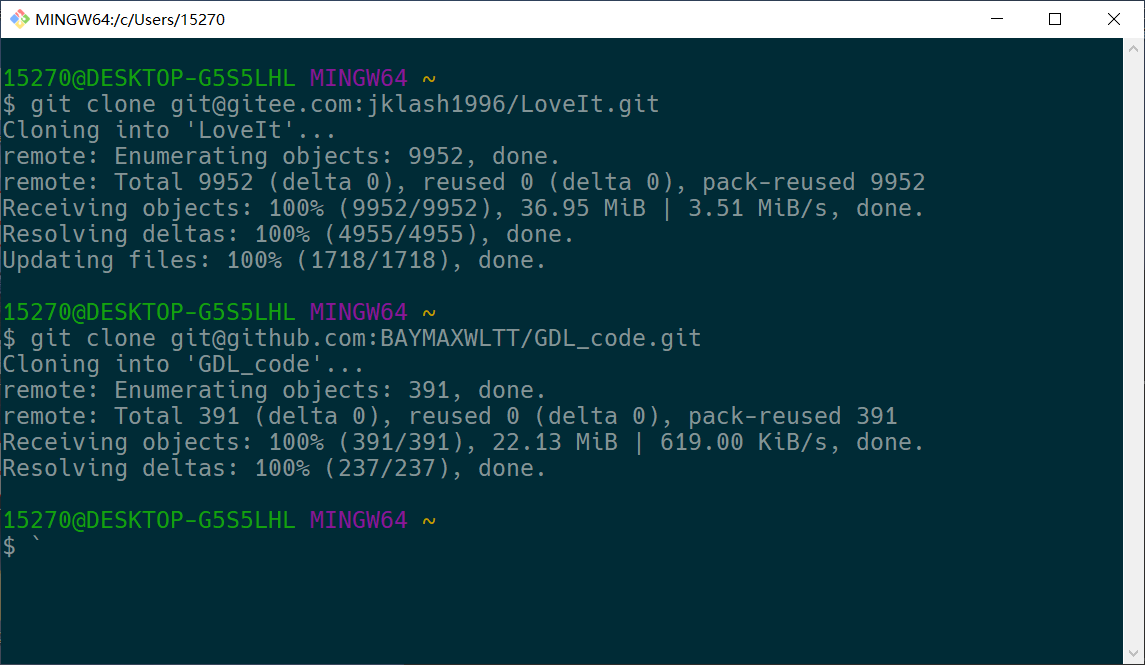 MINGW64:/c/Users/15270
15270@DESKTOP-G5S5LHL MINGW64 ~
$ git clone git@gitee.com:jklash1996/LoveIt.git
Cloning into 'LoveIt'...
remote: Enumerating objects: 9952, done.
remote: Total 9952 (delta 0), reused 0 (delta 0), pack-reused 9952
Receiving objects: 100% (9952/9952), 36.95 MiB | 3.51 MiB/s, done.
Resolving deltas: 100% (4955/4955), done.
Updating files: 100% (1718/1718), done.
15270@DESKTOP-G5S5LHL MINGW64 ~
$ git clone git@github.com:BAYMAXWLTT/GDL_code.git
Cloning into 'GDL_code'...
remote: Enumerating objects: 391, done.
remote: Total 391 (delta 0), reused 0 (delta 0), pack-reused 391
Receiving objects: 100% (391/391), 22.13 MiB | 619.00 KiB/s, done.
Resolving deltas: 100% (237/237), done.
15270@DESKTOP-G5S5LHL MINGW64 ~
$ `